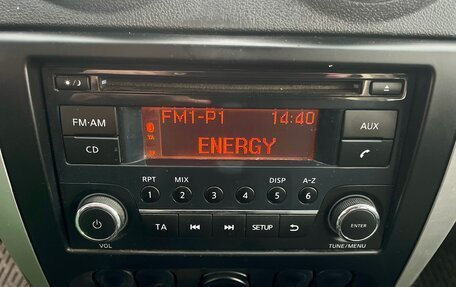 FM1-P1 14:40
FM·AM
AUX
TA
ENERGY
CD
RPT MIX DISP A-Z
1 2 3 4 5 6
TA SETUP ENTER
VOL
TUNE/MENU